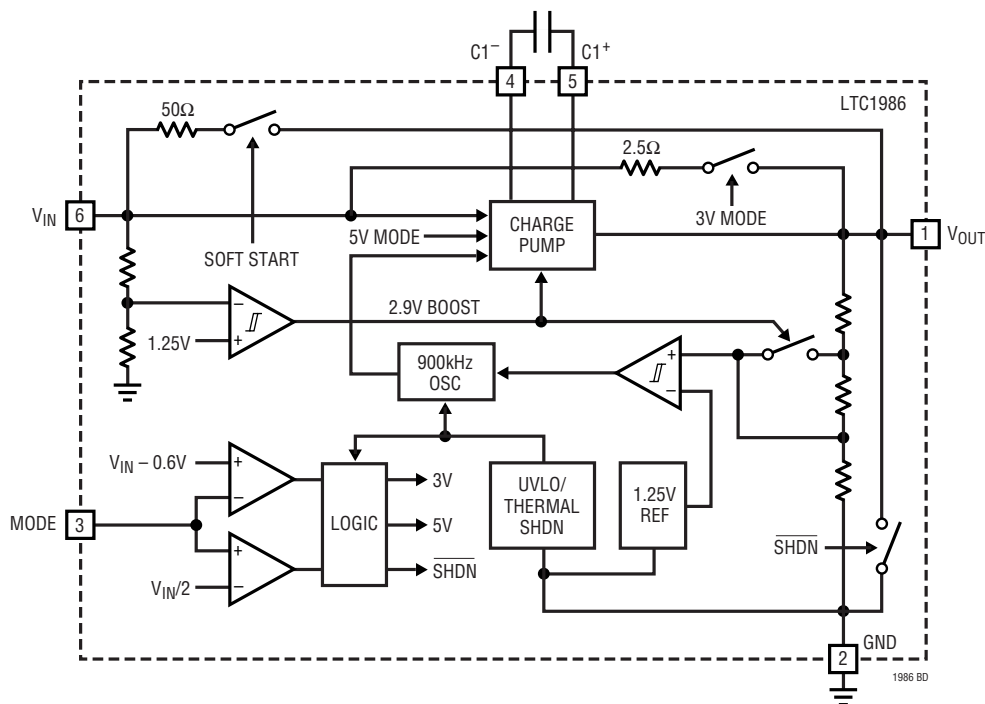 C1⁻
C1⁺
4
5
LTC1986
50Ω
2.5Ω
V_IN
6
3V MODE
5V MODE
CHARGE
PUMP
1
V_OUT
SOFT START
2.9V BOOST
–
+
1.25V
900kHz
OSC
+
–
V_IN – 0.6V
+
–
MODE
3
LOGIC
3V
5V
S̅H̅D̅N̅
UVLO/
THERMAL
SHDN
1.25V
REF
S̅H̅D̅N̅
+
–
V_IN/2
GND
2
1986 BD